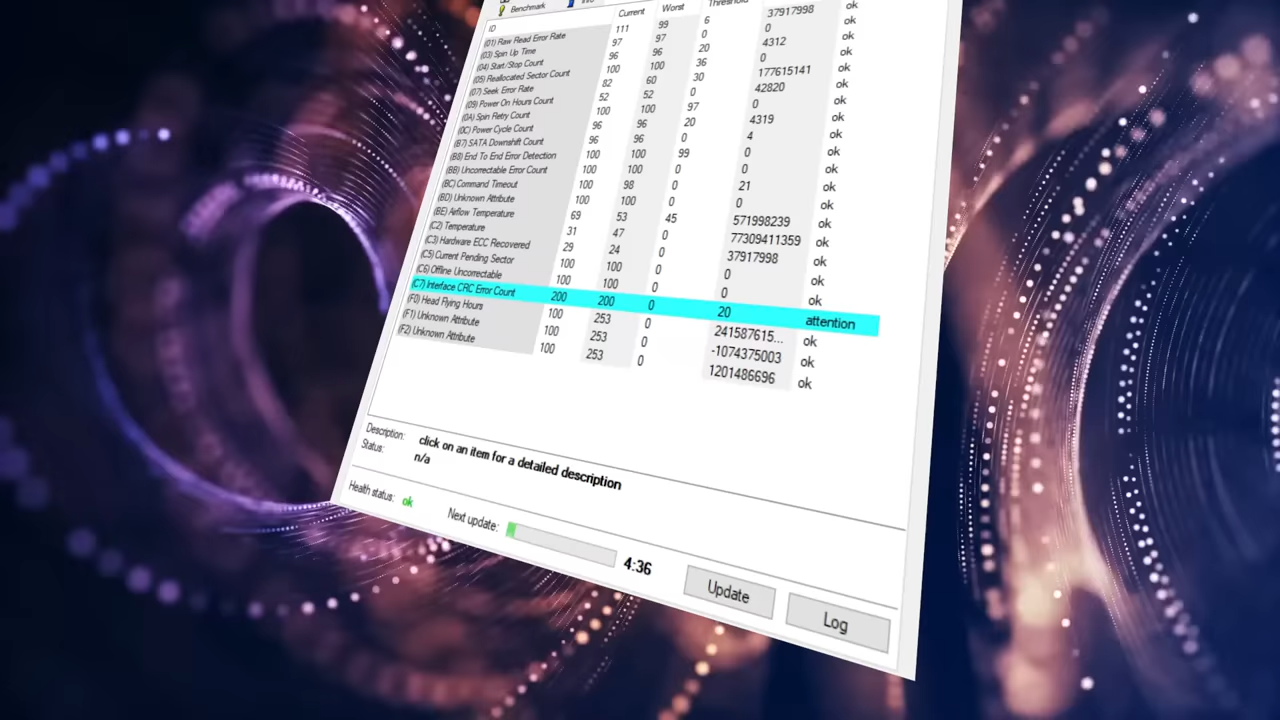 Benchmark
ID Current Worst Threshold
(01) Raw Read Error Rate 111 99 6 37917998 ok
(03) Spin Up Time 97 97 0 0 ok
(04) Start/Stop Count 96 96 20 4312 ok
(05) Reallocated Sector Count 100 100 36 0 ok
(07) Seek Error Rate 82 60 30 177615141 ok
(09) Power On Hours Count 52 52 0 42820 ok
(0A) Spin Retry Count 100 100 97 0 ok
(0C) Power Cycle Count 96 96 20 4319 ok
(B7) SATA Downshift Count 100 100 0 4 ok
(B8) End To End Error Detection 100 100 99 0 ok
(BB) Uncorrectable Error Count 100 100 0 0 ok
(BC) Command Timeout 100 98 0 21 ok
(BD) Unknown Attribute 100 100 0 0 ok
(BE) Airflow Temperature 69 53 45 571998239 ok
(C2) Temperature 31 47 0 77309411359 ok
(C3) Hardware ECC Recovered 29 24 0 37917998 ok
(C5) Current Pending Sector 100 100 0 0 ok
(C6) Offline Uncorrectable 100 100 0 0 ok
(C7) Interface CRC Error Count 200 200 0 20 attention
(F0) Head Flying Hours 100 253 0 241587615... ok
(F1) Unknown Attribute 100 253 0 -1074375003 ok
(F2) Unknown Attribute 100 253 0 1201486696 ok
Description: click on an item for a detailed description
Status: n/a
Health status: ok Next update: 4:36 Update Log